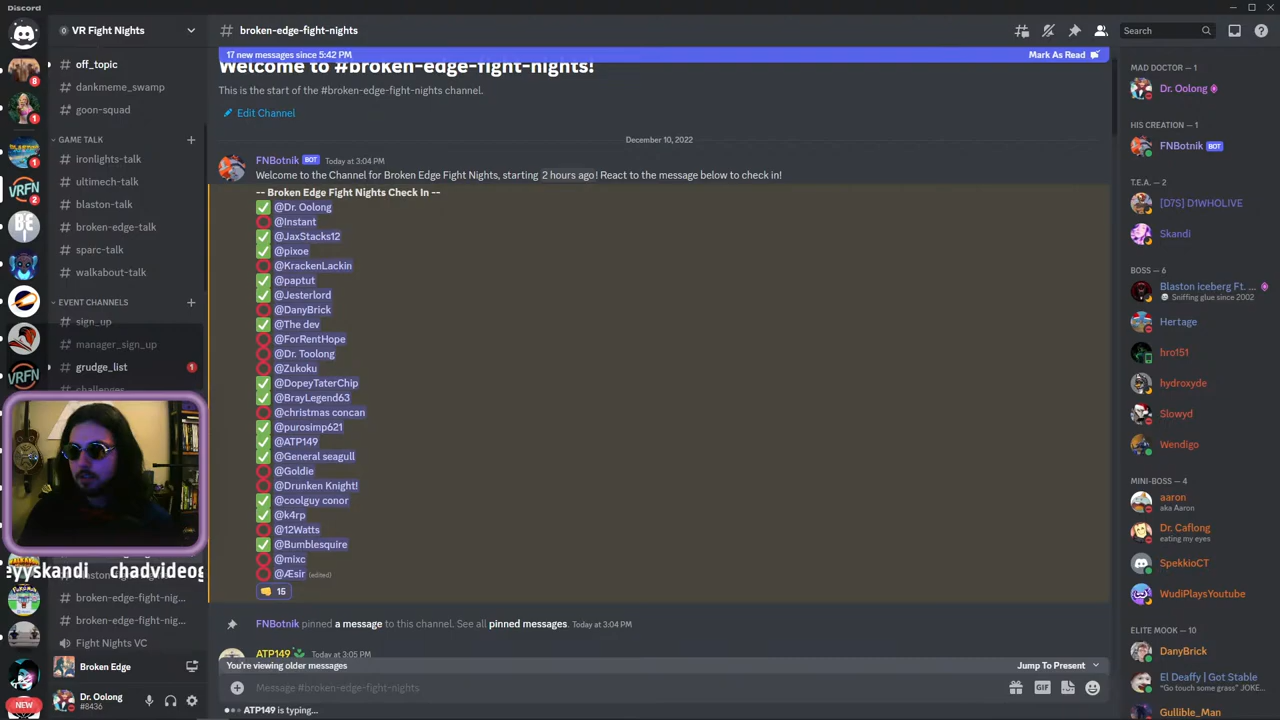 Discord
VR Fight Nights
off_topic
dankmeme_swamp
goon-squad
GAME TALK
ironlights-talk
ultimech-talk
blaston-talk
broken-edge-talk
sparc-talk
walkabout-talk
EVENT CHANNELS
sign_up
manager_sign_up
grudge_list
1
challenges
8
1
1
VRFN
2
BE
VRFN
eyyskandi chadvideog
broken-edge-fight-nig...
broken-edge-fight-nig...
Fight Nights VC
Broken Edge
NEW
Dr. Oolong
#8436
broken-edge-fight-nights
Search
17 new messages since 5:42 PM
Mark As Read
Welcome to #broken-edge-fight-nights!
This is the start of the #broken-edge-fight-nights channel.
Edit Channel
December 10, 2022
FNBotnik BOT Today at 3:04 PM
Welcome to the Channel for Broken Edge Fight Nights, starting 2 hours ago! React to the message below to check in!
-- Broken Edge Fight Nights Check In --
@Dr. Oolong
@Instant
@JaxStacks12
@pixoe
@KrackenLackin
@paptut
@Jesterlord
@DanyBrick
@The dev
@ForRentHope
@Dr. Toolong
@Zukoku
@DopeyTaterChip
@BrayLegend63
@christmas concan
@purosimp621
@ATP149
@General seagull
@Goldie
@Drunken Knight!
@coolguy conor
@k4rp
@12Watts
@Bumblesquire
@mixc
@Æsir (edited)
15
FNBotnik pinned a message to this channel. See all pinned messages. Today at 3:04 PM
ATP149 Today at 3:05 PM
You're viewing older messages
Jump To Present
Message #broken-edge-fight-nights
GIF
ATP149 is typing...
MAD DOCTOR — 1
Dr. Oolong
HIS CREATION — 1
FNBotnik BOT
T.E.A. — 2
[D7S] D1WHOLIVE
Skandi
BOSS — 6
Blaston iceberg Ft. ...
Sniffing glue since 2002
Hertage
hro151
hydroxyde
Slowyd
Wendigo
MINI-BOSS — 4
aaron
aka Aaron
Dr. Caflong
eating my eyes
SpekkioCT
WudiPlaysYoutube
ELITE MOOK — 10
DanyBrick
El Deaffy | Got Stable
“Go touch some grass” JOKE...
Gullible_Man